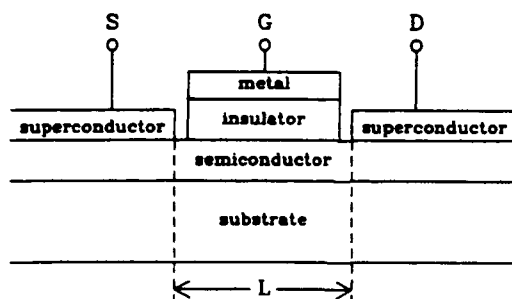 S G D
metal
superconductor insulator superconductor
semiconductor
substrate
L